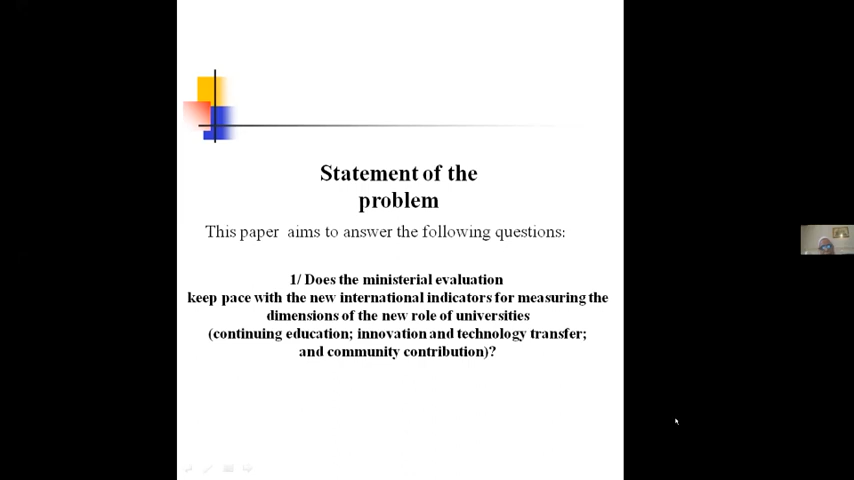 Statement of the
problem
This paper aims to answer the following questions:
1/ Does the ministerial evaluation
keep pace with the new international indicators for measuring the
dimensions of the new role of universities
(continuing education; innovation and technology transfer;
and community contribution)?